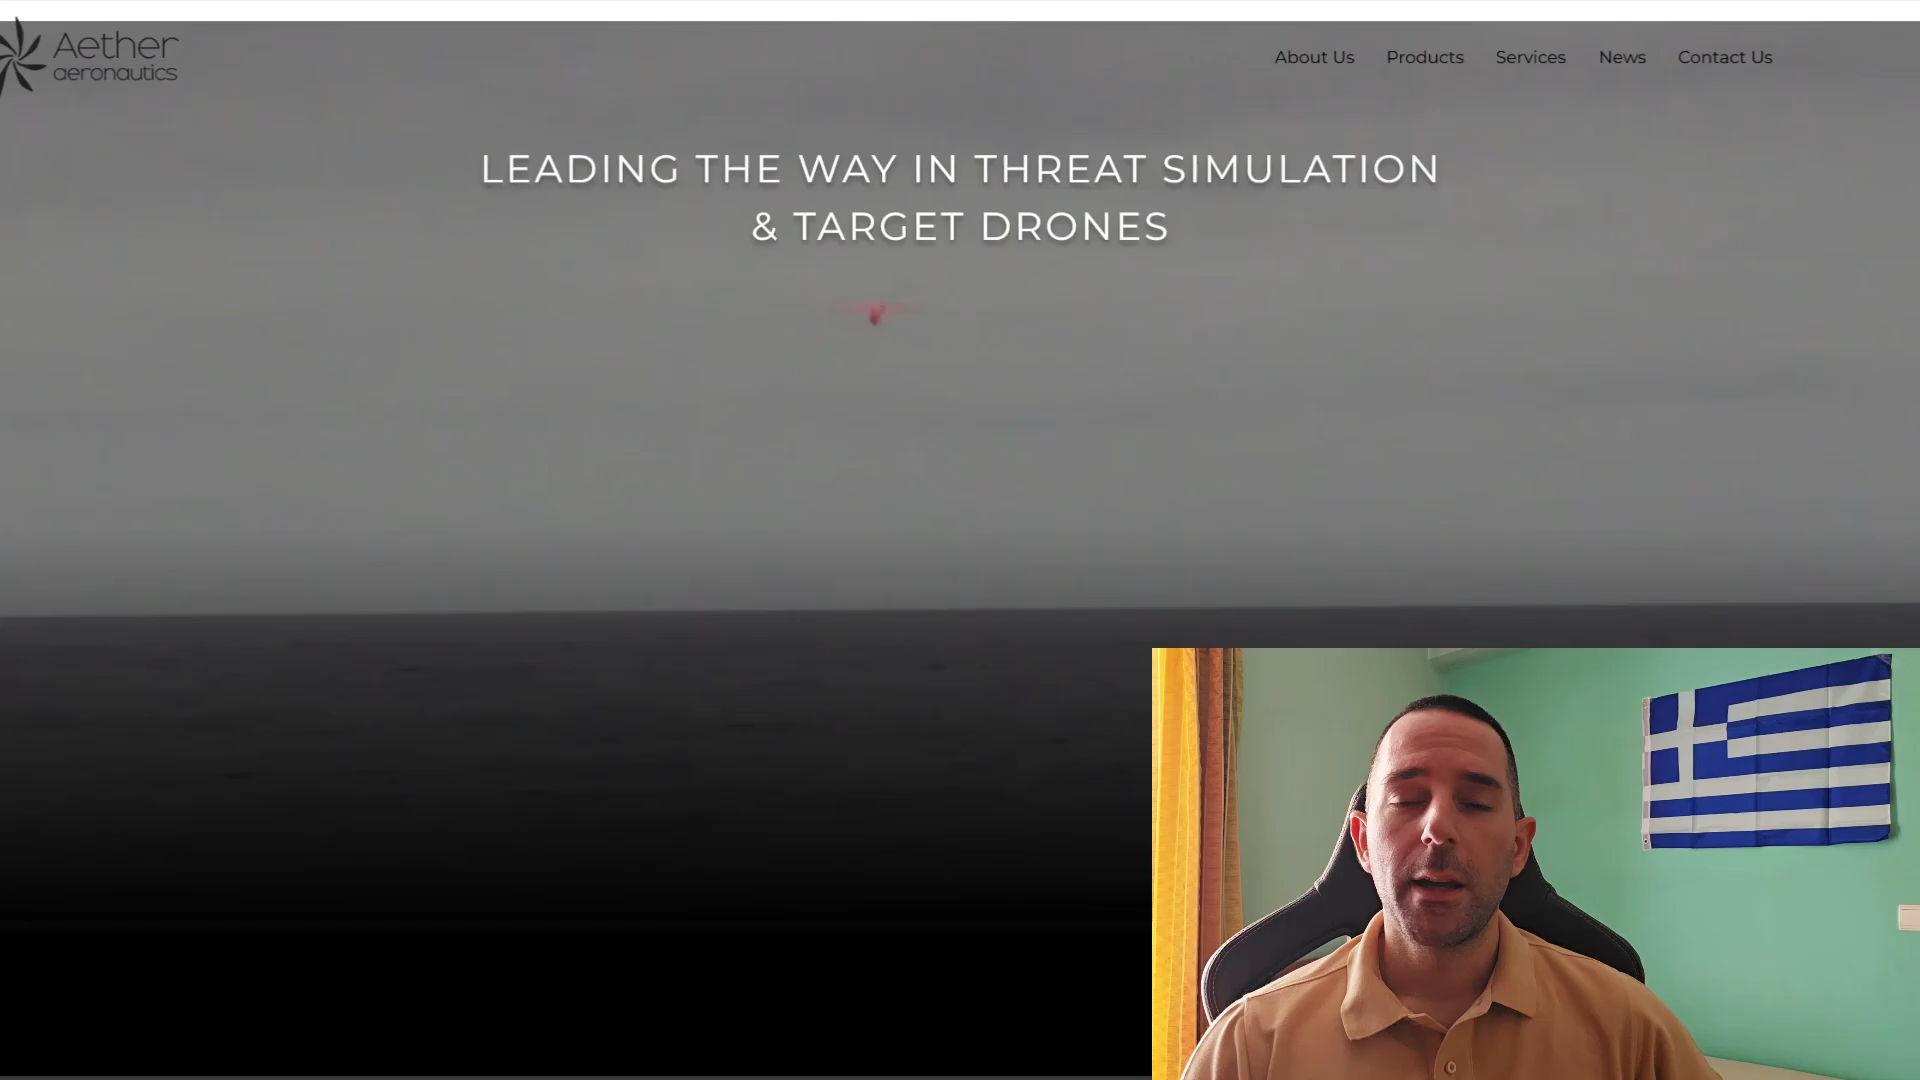 Aether
aeronautics
About Us
Products
Services
News
Contact Us
LEADING THE WAY IN THREAT SIMULATION
& TARGET DRONES